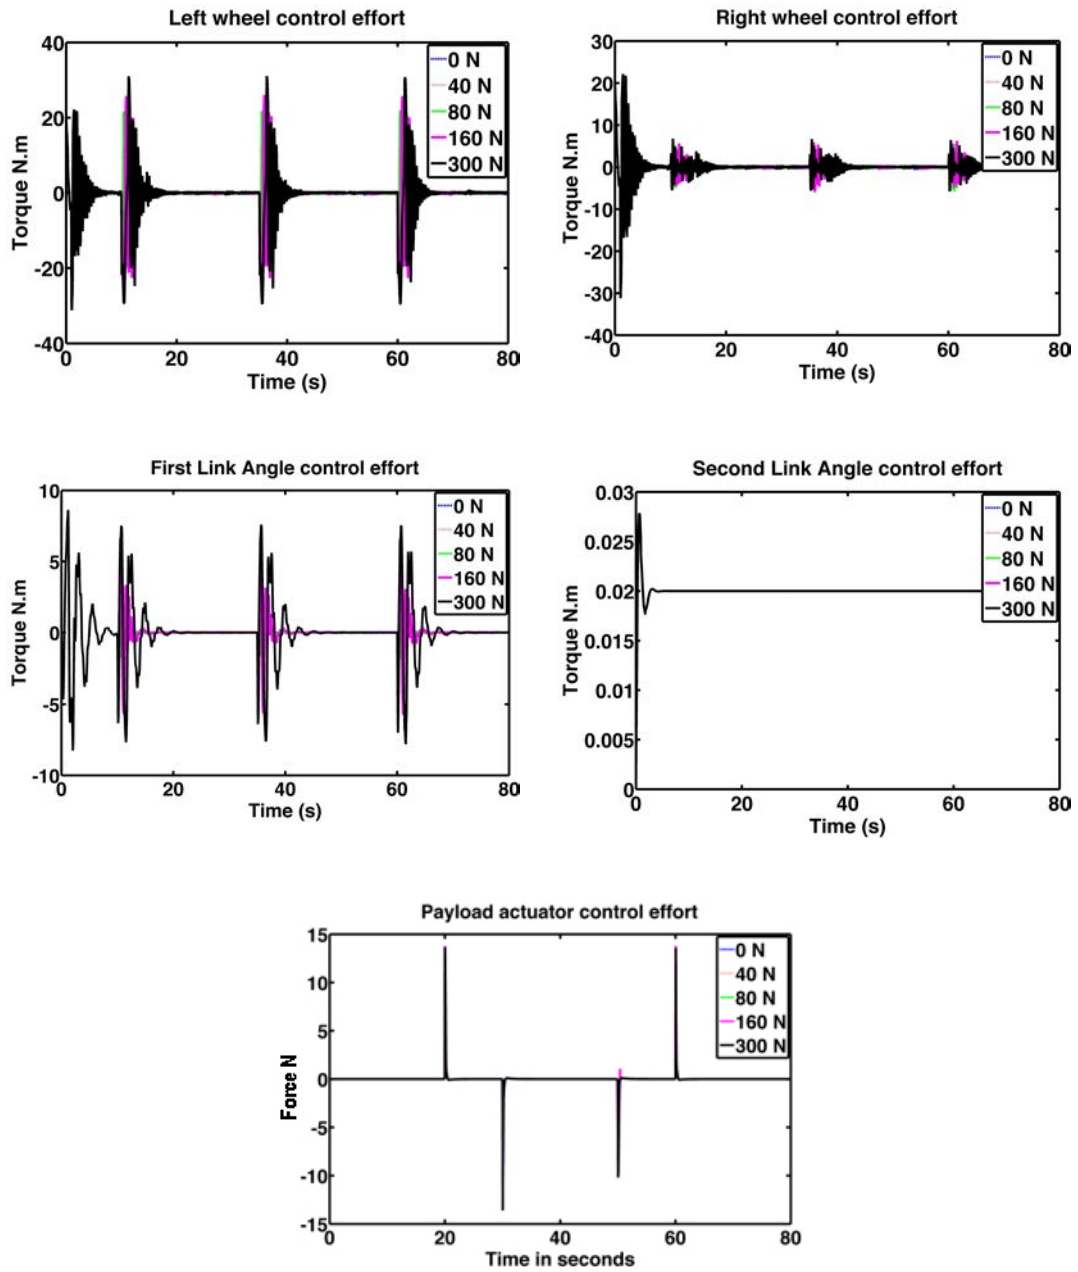 Left wheel control effort
40
20
0
-20
-40
Torque N.m
0 20 40 60 80
Time (s)
0 N
40 N
80 N
160 N
300 N
Right wheel control effort
30
20
10
0
-10
-20
-30
-40
Torque N.m
0 20 40 60 80
Time (s)
0 N
40 N
80 N
160 N
300 N
First Link Angle control effort
10
5
0
-5
-10
Torque N.m
0 20 40 60 80
Time (s)
0 N
40 N
80 N
160 N
300 N
Second Link Angle control effort
0.03
0.025
0.02
0.015
0.01
0.005
0
Torque N.m
0 20 40 60 80
Time (s)
0 N
40 N
80 N
160 N
300 N
Payload actuator control effort
15
10
5
0
-5
-10
-15
Force N
0 20 40 60 80
Time in seconds
0 N
40 N
80 N
160 N
300 N